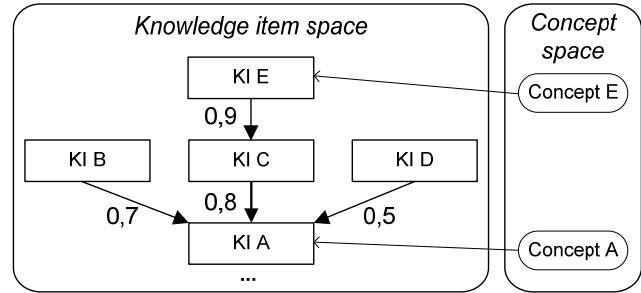 Knowledge item space
Concept
space
KI E
Concept E
0,9
KI B
KI C
KI D
0,7
0,8
0,5
KI A
Concept A
...